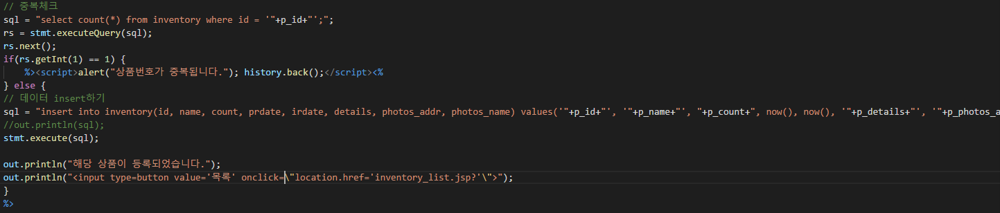 // 중복체크
sql = "select count(*) from inventory where id = '"+p_id+"';";
rs = stmt.executeQuery(sql);
rs.next();
if(rs.getInt(1) == 1) {
    %><script>alert("상품번호가 중복됩니다."); history.back();</script><%
} else {
// 데이터 insert하기
sql = "insert into inventory(id, name, count, prdate, irdate, details, photos_addr, photos_name) values('"+p_id+"', '"+p_name+"', "+p_count+", now(), now(), '"+p_details+"', '"+p_photos_a
//out.println(sql);
stmt.execute(sql);
out.println("해당 상품이 등록되었습니다.");
out.println("<input type=button value='목록' onclick=\"location.href='inventory_list.jsp?'\">");
}
%>